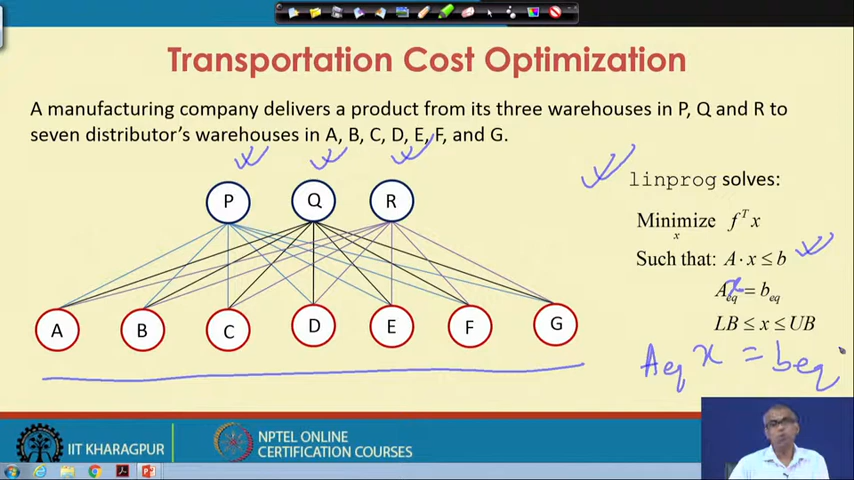 Transportation Cost Optimization
A manufacturing company delivers a product from its three warehouses in P, Q and R to
seven distributor's warehouses in A, B, C, D, E, F, and G.
P Q R
linprog solves:
Minimize f^T x
x
Such that: A · x ≤ b
A_eq x = b_eq
LB ≤ x ≤ UB
A B C D E F G
Aeq x = beq
IIT KHARAGPUR
NPTEL ONLINE
CERTIFICATION COURSES